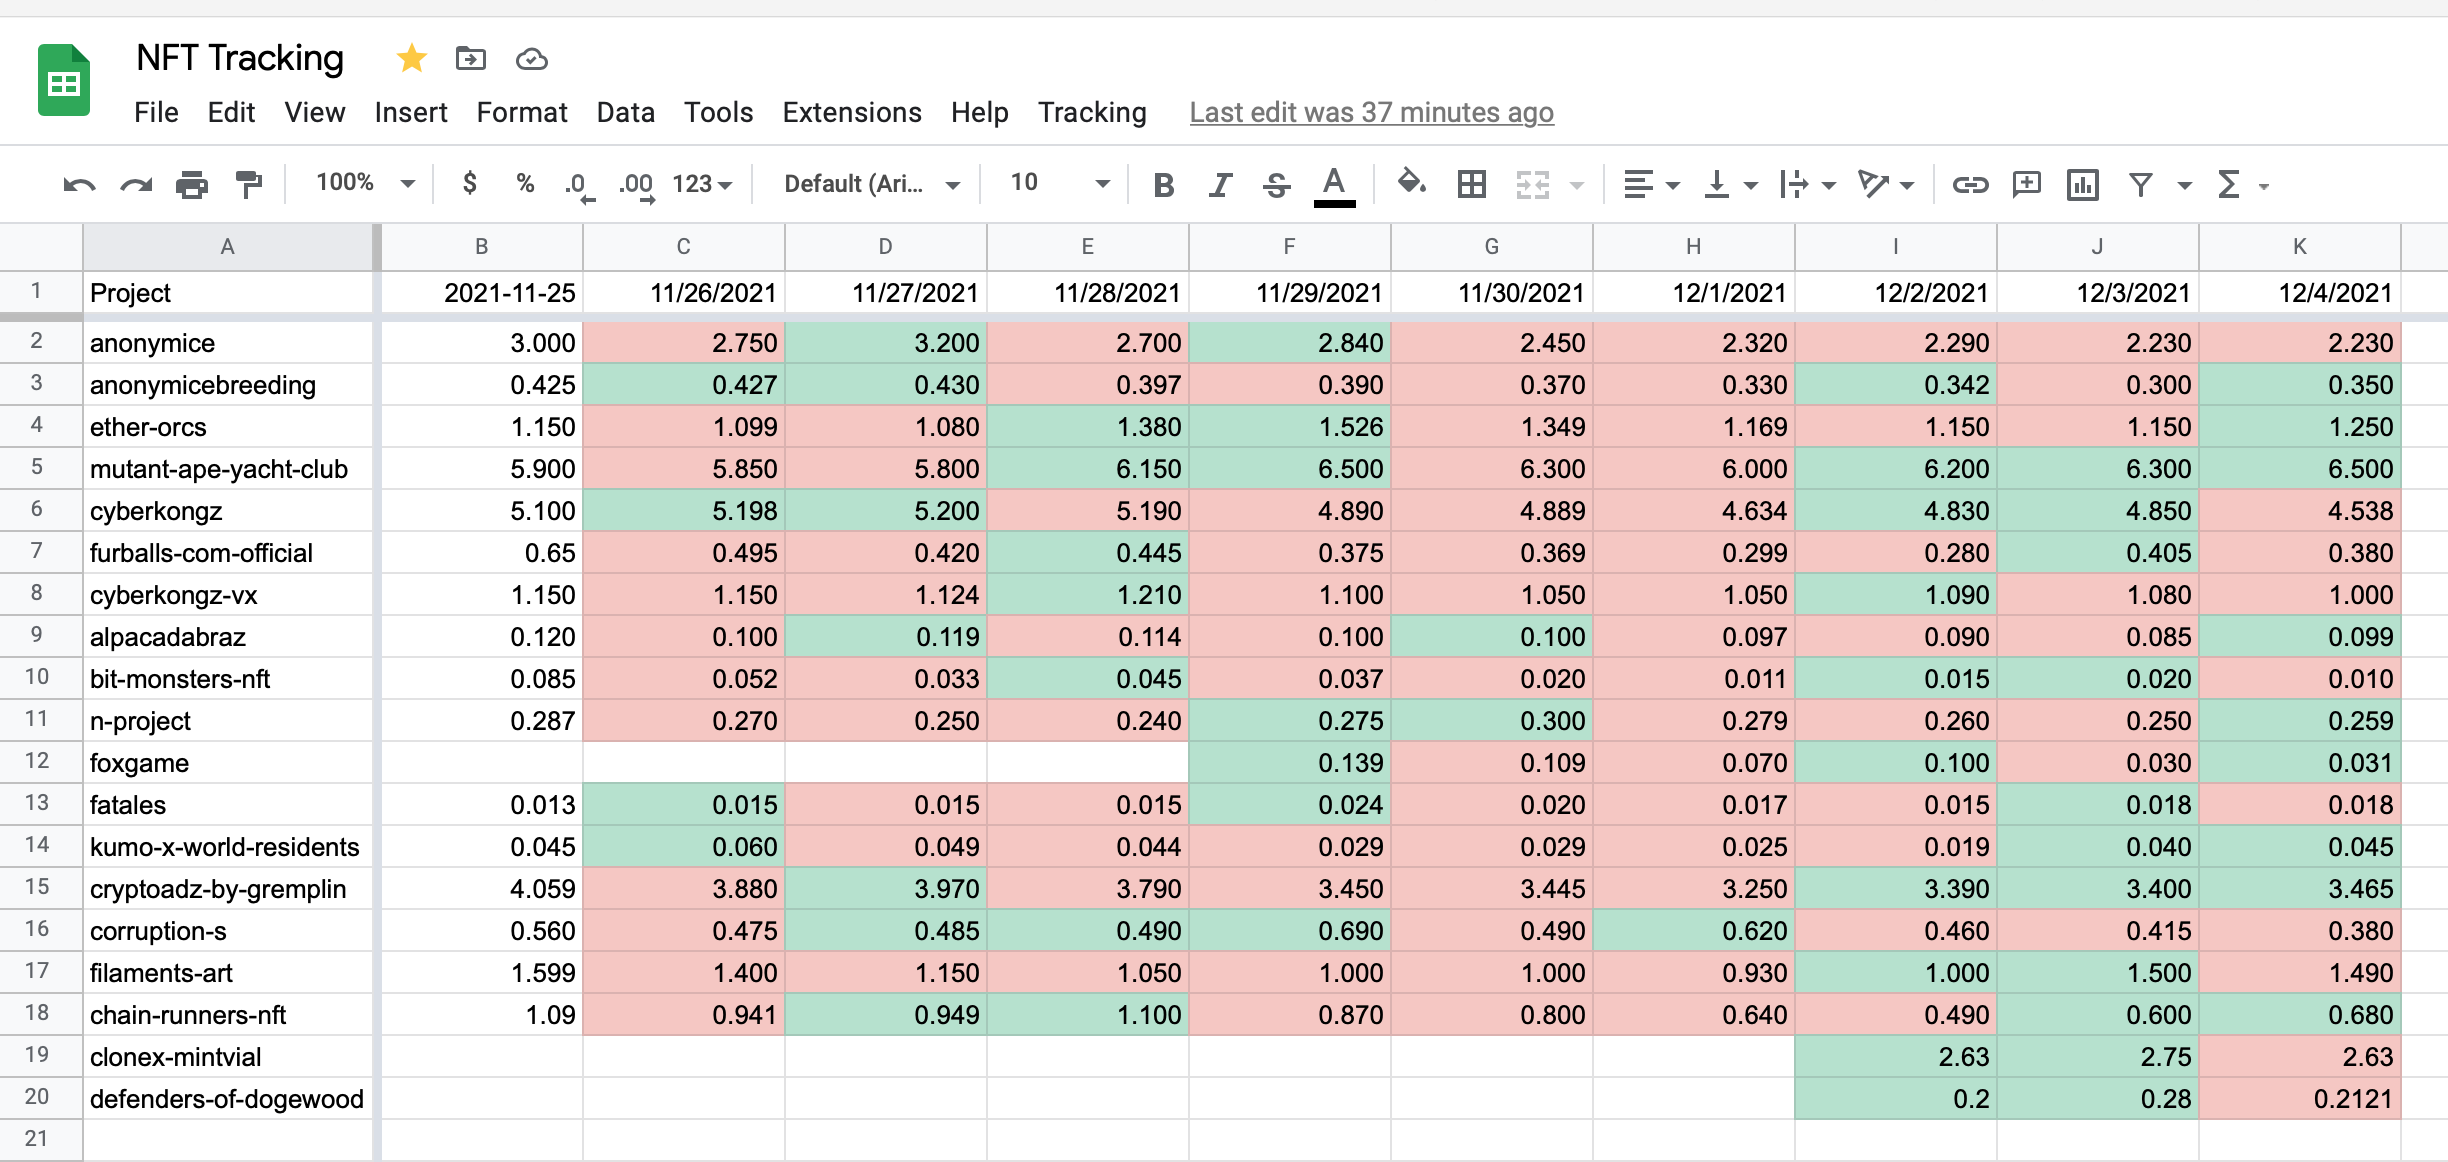 NFT Tracking
File Edit View Insert Format Data Tools Extensions Help Tracking Last edit was 37 minutes ago
100% $ % .0 .00 123 Default (Ari... 10 B I S A Σ
A B C D E F G H I J K
1 Project 2021-11-25 11/26/2021 11/27/2021 11/28/2021 11/29/2021 11/30/2021 12/1/2021 12/2/2021 12/3/2021 12/4/2021
2 anonymice 3.000 2.750 3.200 2.700 2.840 2.450 2.320 2.290 2.230 2.230
3 anonymicebreeding 0.425 0.427 0.430 0.397 0.390 0.370 0.330 0.342 0.300 0.350
4 ether-orcs 1.150 1.099 1.080 1.380 1.526 1.349 1.169 1.150 1.150 1.250
5 mutant-ape-yacht-club 5.900 5.850 5.800 6.150 6.500 6.300 6.000 6.200 6.300 6.500
6 cyberkongz 5.100 5.198 5.200 5.190 4.890 4.889 4.634 4.830 4.850 4.538
7 furballs-com-official 0.65 0.495 0.420 0.445 0.375 0.369 0.299 0.280 0.405 0.380
8 cyberkongz-vx 1.150 1.150 1.124 1.210 1.100 1.050 1.050 1.090 1.080 1.000
9 alpacadabraz 0.120 0.100 0.119 0.114 0.100 0.100 0.097 0.090 0.085 0.099
10 bit-monsters-nft 0.085 0.052 0.033 0.045 0.037 0.020 0.011 0.015 0.020 0.010
11 n-project 0.287 0.270 0.250 0.240 0.275 0.300 0.279 0.260 0.250 0.259
12 foxgame 0.139 0.109 0.070 0.100 0.030 0.031
13 fatales 0.013 0.015 0.015 0.015 0.024 0.020 0.017 0.015 0.018 0.018
14 kumo-x-world-residents 0.045 0.060 0.049 0.044 0.029 0.029 0.025 0.019 0.040 0.045
15 cryptoadz-by-gremplin 4.059 3.880 3.970 3.790 3.450 3.445 3.250 3.390 3.400 3.465
16 corruption-s 0.560 0.475 0.485 0.490 0.690 0.490 0.620 0.460 0.415 0.380
17 filaments-art 1.599 1.400 1.150 1.050 1.000 1.000 0.930 1.000 1.500 1.490
18 chain-runners-nft 1.09 0.941 0.949 1.100 0.870 0.800 0.640 0.490 0.600 0.680
19 clonex-mintvial 2.63 2.75 2.63
20 defenders-of-dogewood 0.2 0.28 0.2121
21